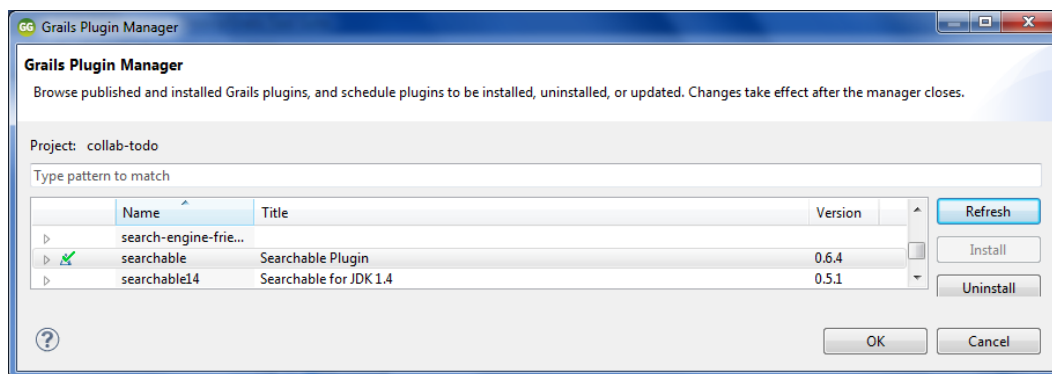 GG Grails Plugin Manager
Grails Plugin Manager
Browse published and installed Grails plugins, and schedule plugins to be installed, uninstalled, or updated. Changes take effect after the manager closes.
Project: collab-todo
Type pattern to match
Name Title Version Refresh
search-engine-frie...
searchable Searchable Plugin 0.6.4 Install
searchable14 Searchable for JDK 1.4 0.5.1 Uninstall
? OK Cancel